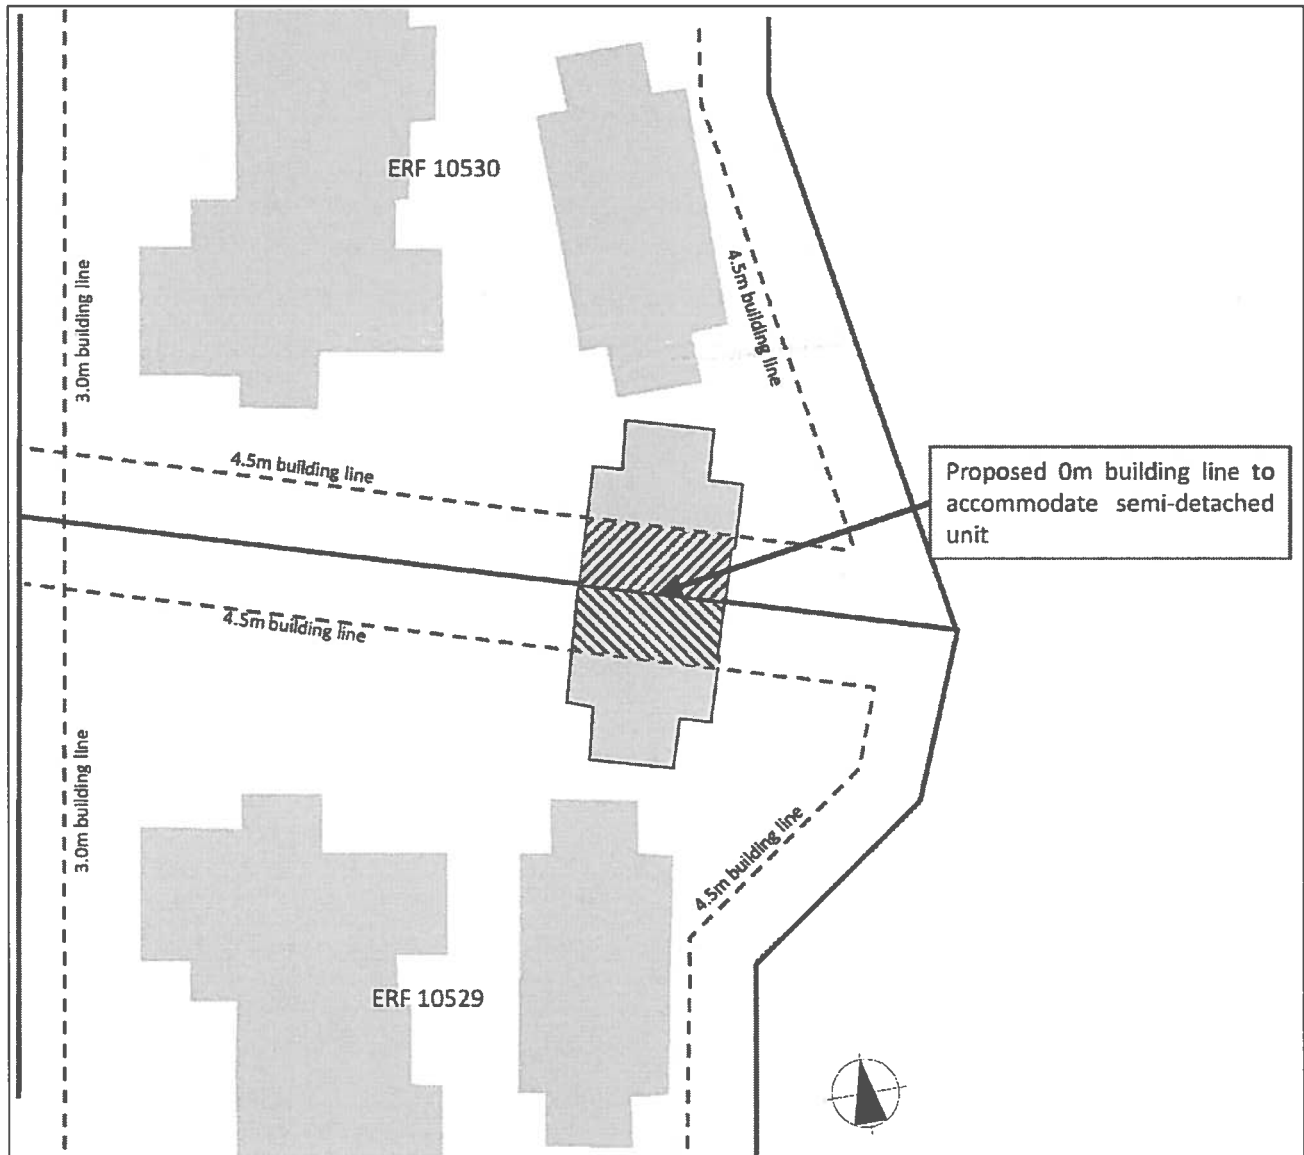 ERF 10530
3.0m building line
4.5m building line
4.5m building line
Proposed 0m building line to
accommodate semi-detached
unit
4.5m building line
3.0m building line
4.5m building line
ERF 10529